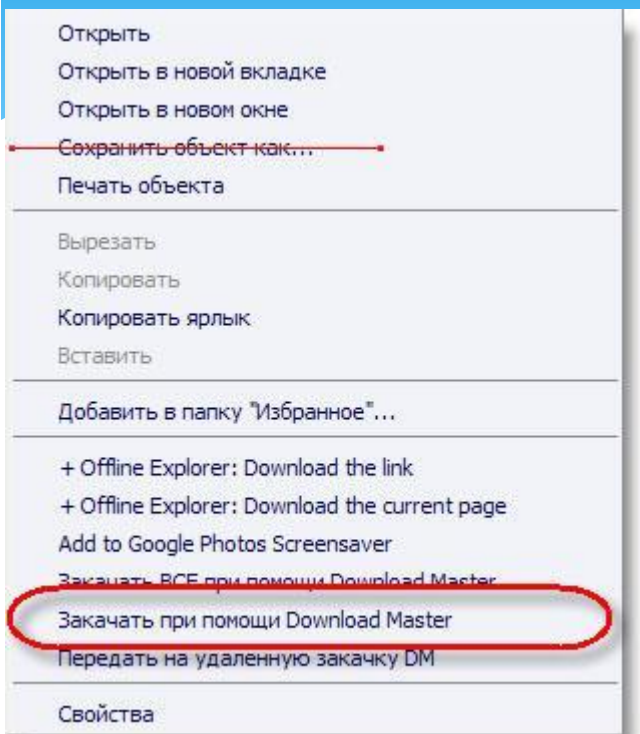 Открыть
Открыть в новой вкладке
Открыть в новом окне
Сохранить объект как...
Печать объекта
Вырезать
Копировать
Копировать ярлык
Вставить
Добавить в папку "Избранное"...
+ Offline Explorer: Download the link
+ Offline Explorer: Download the current page
Add to Google Photos Screensaver
Закачать ВСЕ при помощи Download Master
Закачать при помощи Download Master
Передать на удаленную закачку DM
Свойства